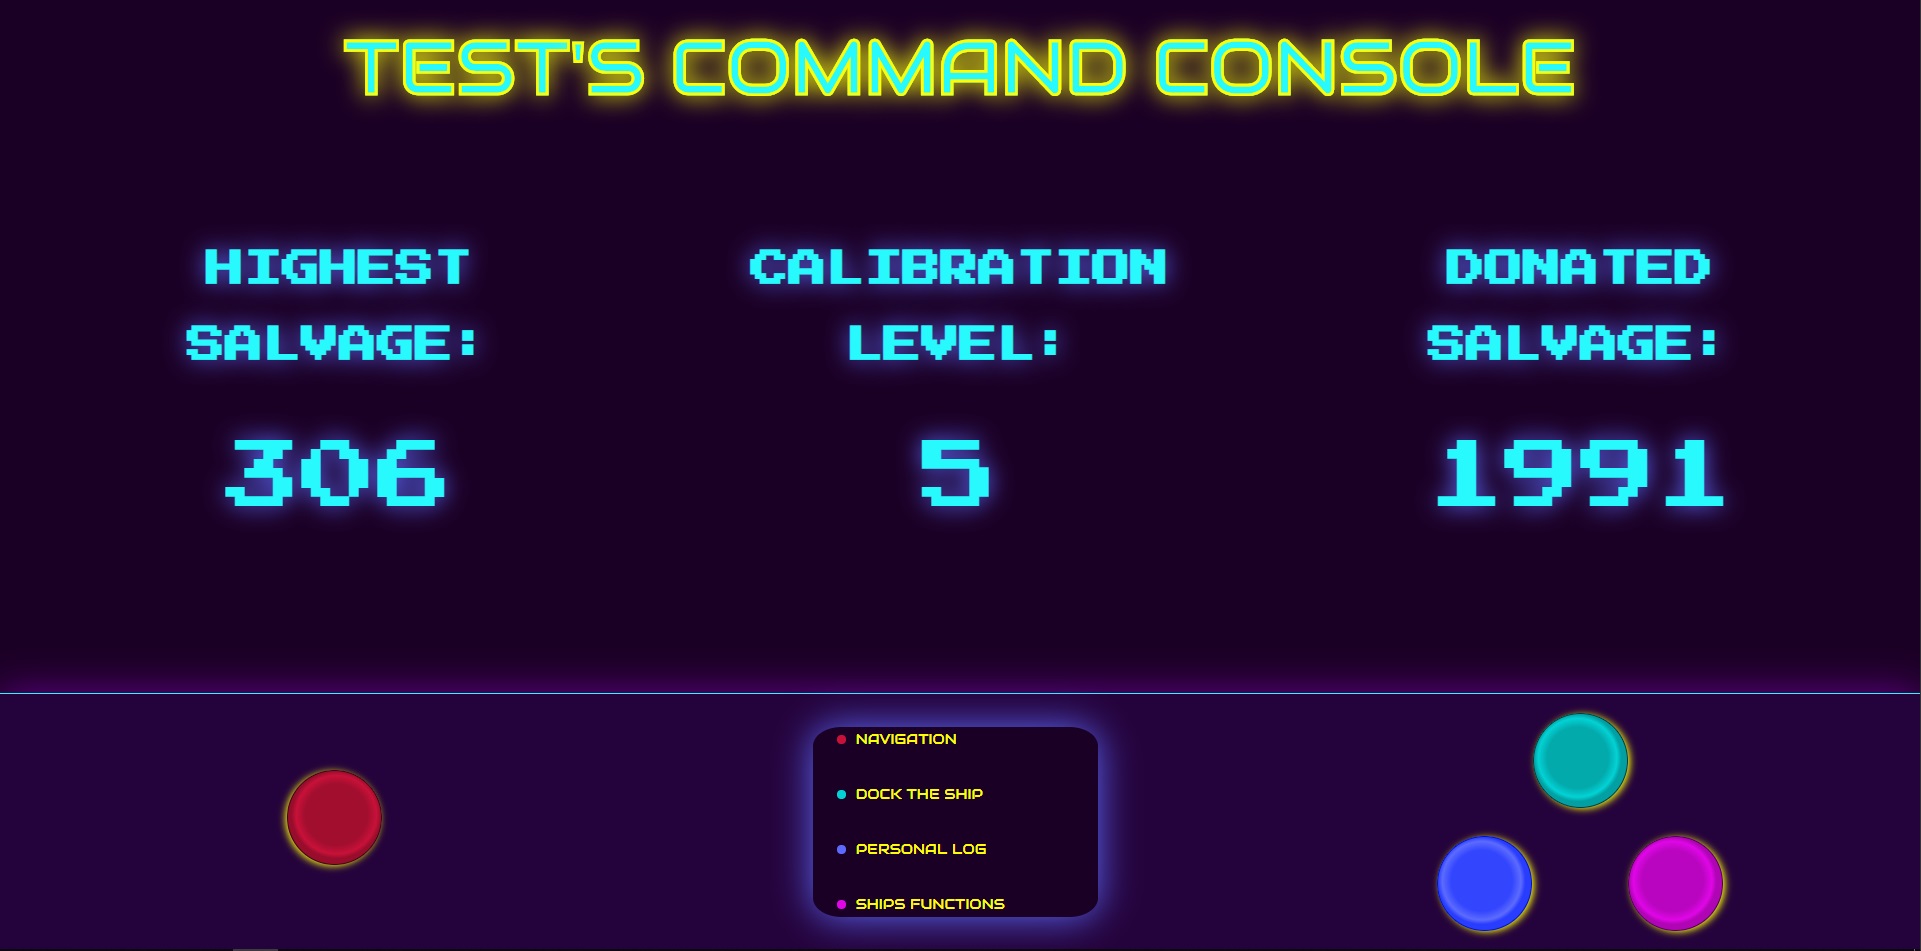 TEST'S COMMAND CONSOLE
HIGHEST
SALVAGE:
306
CALIBRATION
LEVEL:
5
DONATED
SALVAGE:
1991
NAVIGATION
DOCK THE SHIP
PERSONAL LOG
SHIPS FUNCTIONS